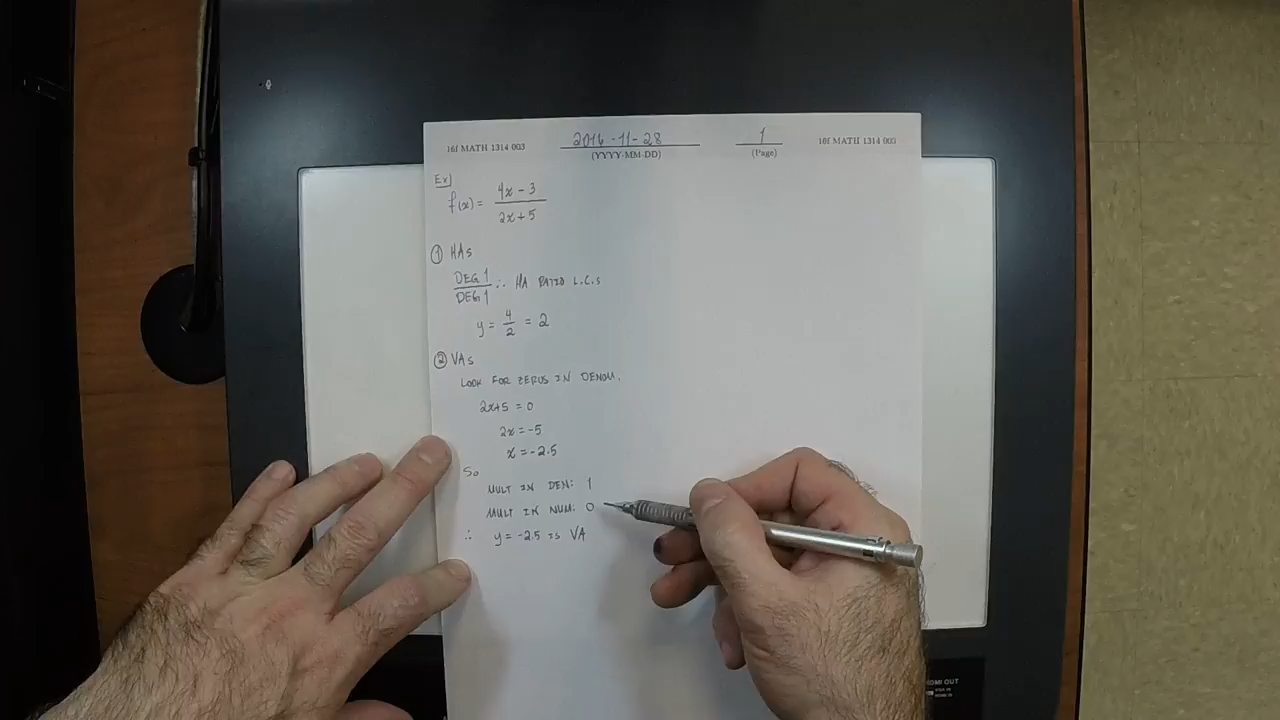 16f MATH 1314 003 2016-11-28 1 16f MATH 1314 003
(YYYY-MM-DD) (Page)
Ex]
f(x) = 4x - 3 / 2x + 5
① HAs
DEG 1 / DEG 1 ∴ HA RATIO L.C.s
y = 4/2 = 2
② VAs
LOOK FOR ZEROS IN DENOM.
2x+5 = 0
2x = -5
x = -2.5
So
MULT IN DEN: 1
MULT IN NUM: 0
∴ y = -2.5 is VA
HDMI OUT